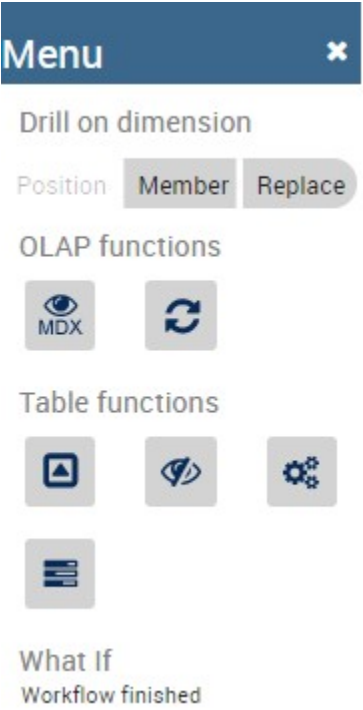 Menu
Drill on dimension
Position Member Replace
OLAP functions
MDX
Table functions
What If
Workflow finished